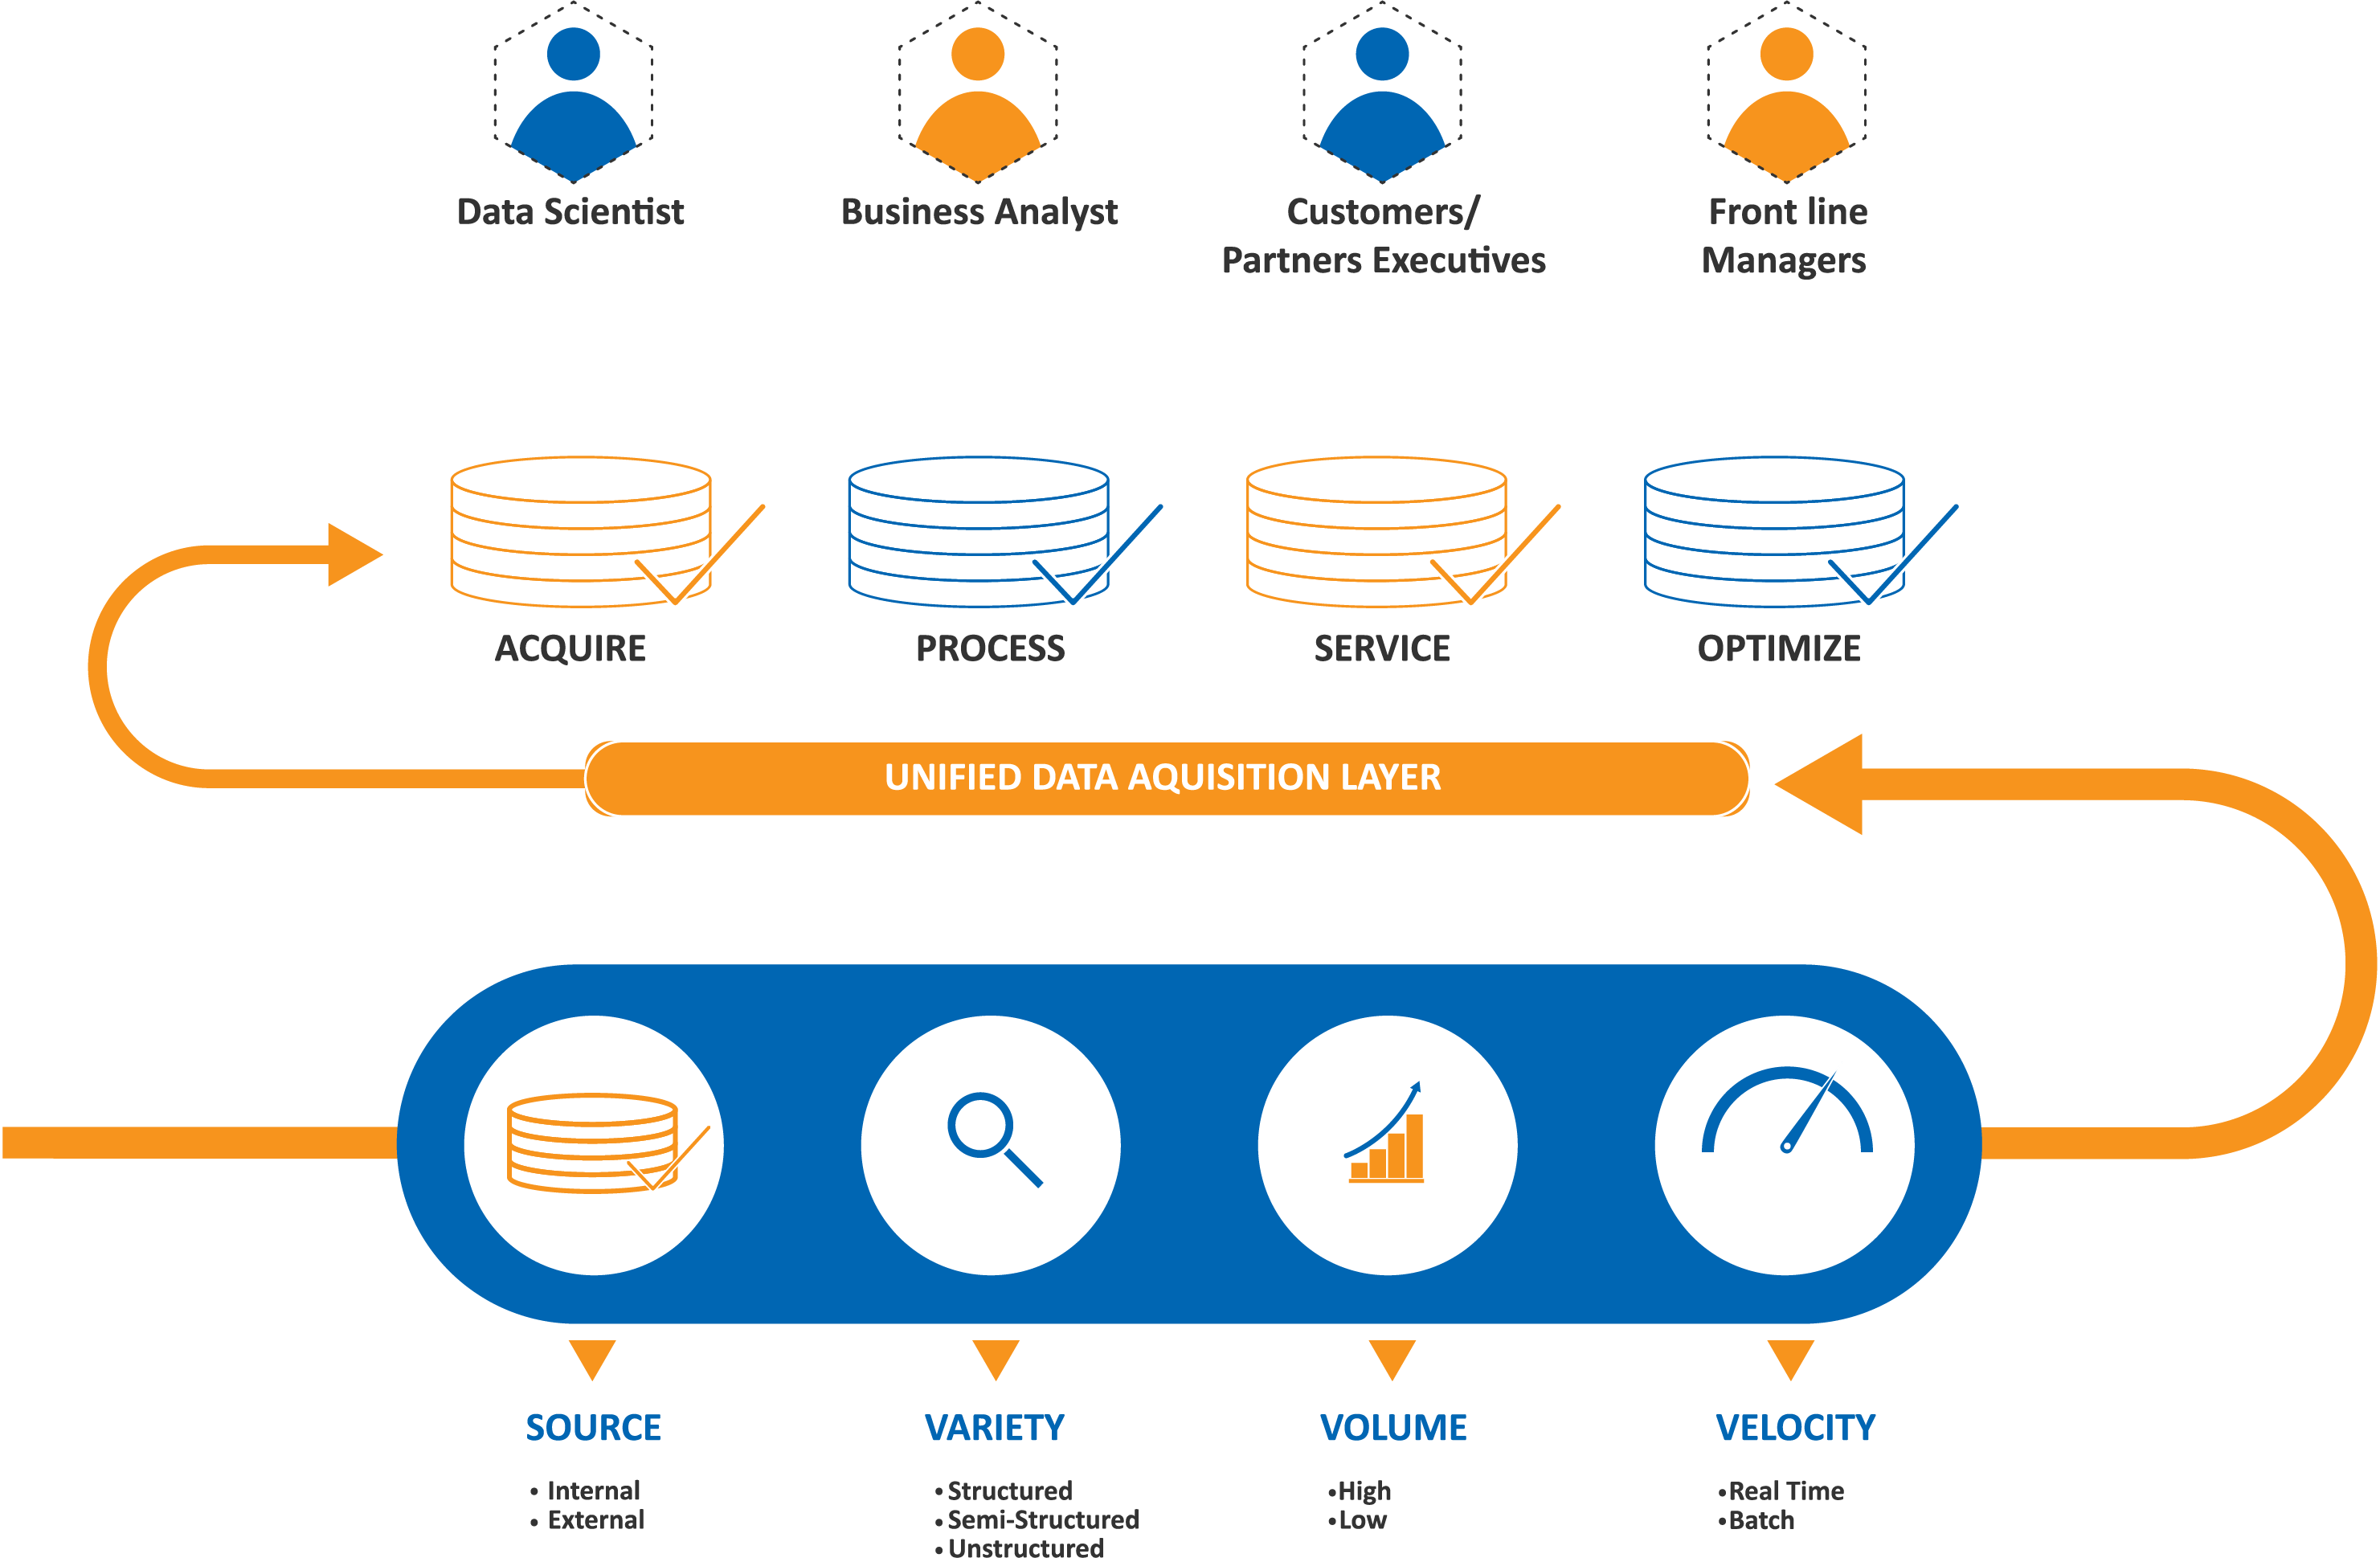 Data Scientist
Business Analyst
Customers/
Partners Executives
Front line
Managers
ACQUIRE
PROCESS
SERVICE
OPTIMIZE
UNIFIED DATA AQUISITION LAYER
SOURCE
• Internal
• External
VARIETY
• Structured
• Semi-Structured
• Unstructured
VOLUME
• High
• Low
VELOCITY
• Real Time
• Batch